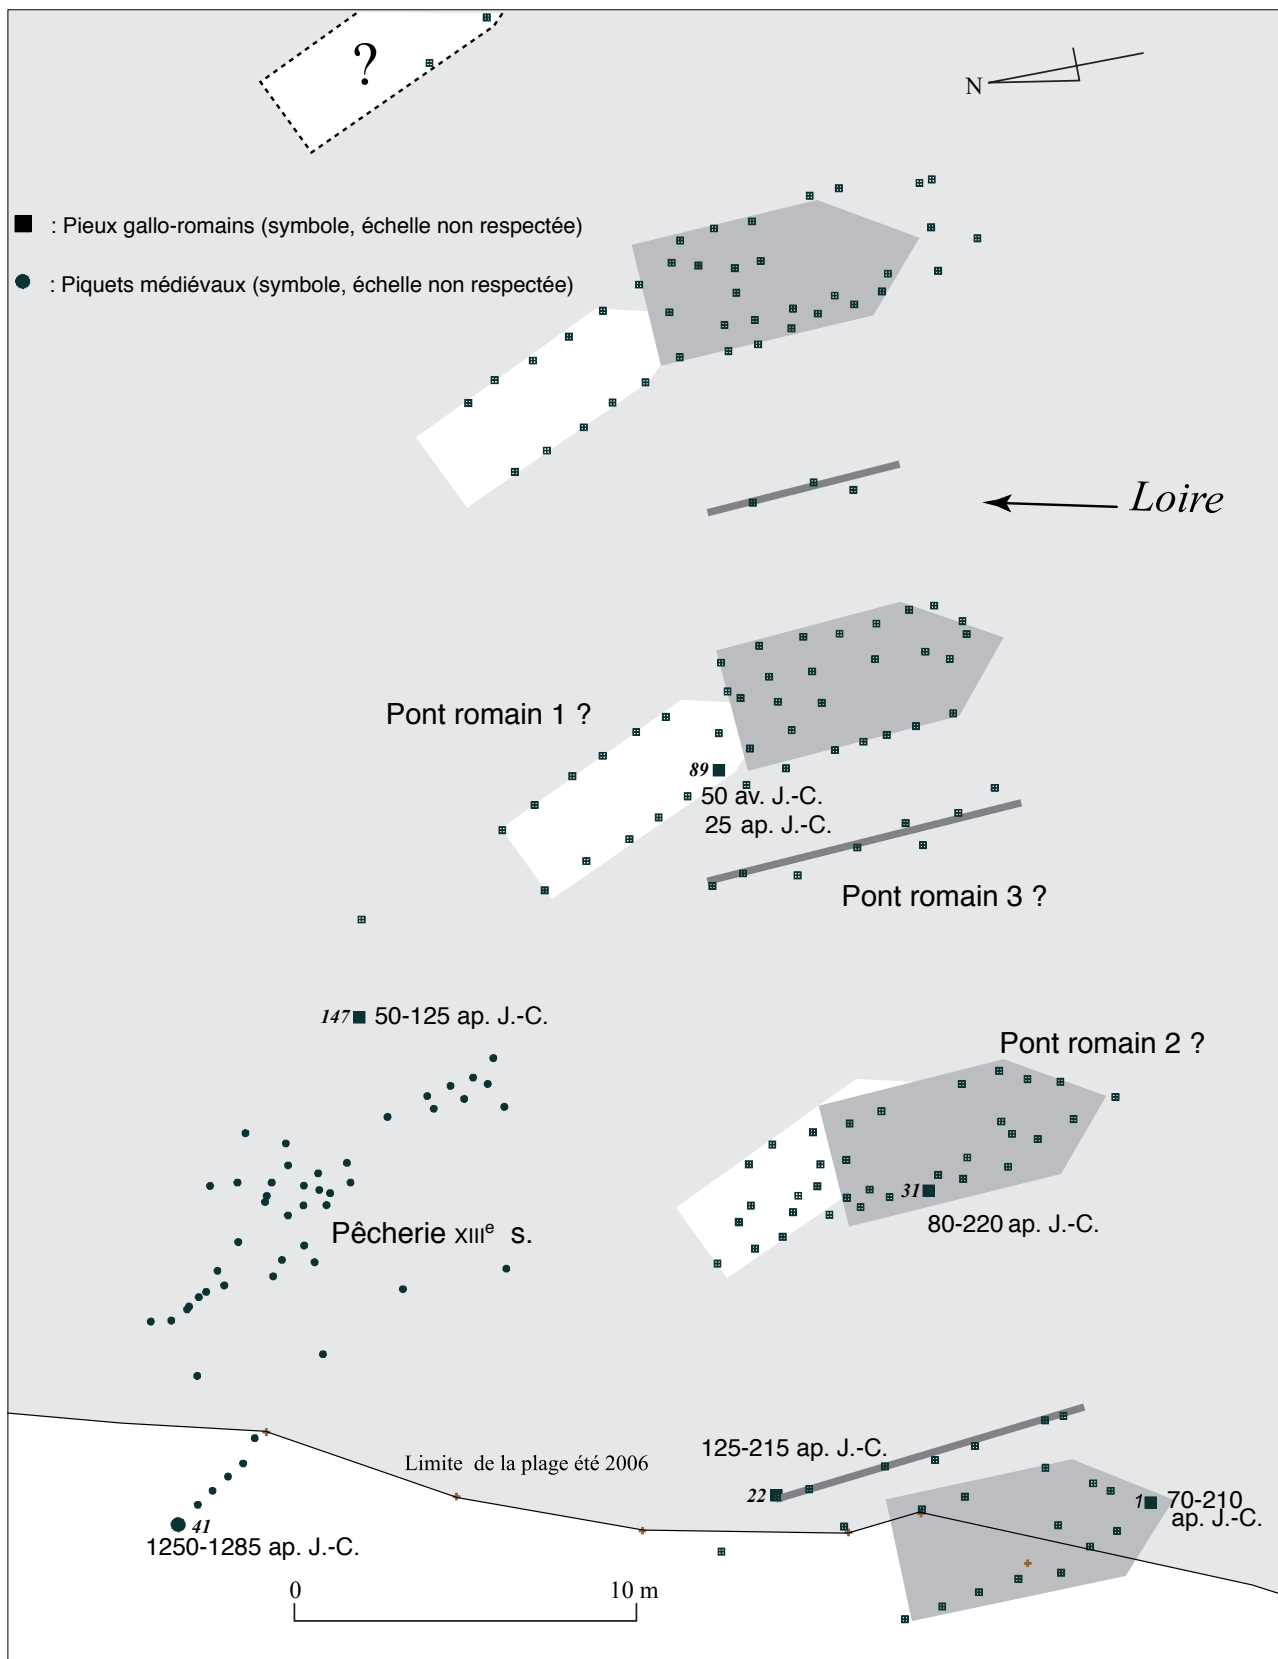 ?
N
: Pieux gallo-romains (symbole, échelle non respectée)
: Piquets médiévaux (symbole, échelle non respectée)
Loire
Pont romain 1 ?
89
50 av. J.-C.
25 ap. J.-C.
Pont romain 3 ?
147
50-125 ap. J.-C.
Pont romain 2 ?
31
80-220 ap. J.-C.
Pêcherie XIIIe s.
125-215 ap. J.-C.
Limite de la plage été 2006
22
1
70-210
ap. J.-C.
41
1250-1285 ap. J.-C.
0
10 m